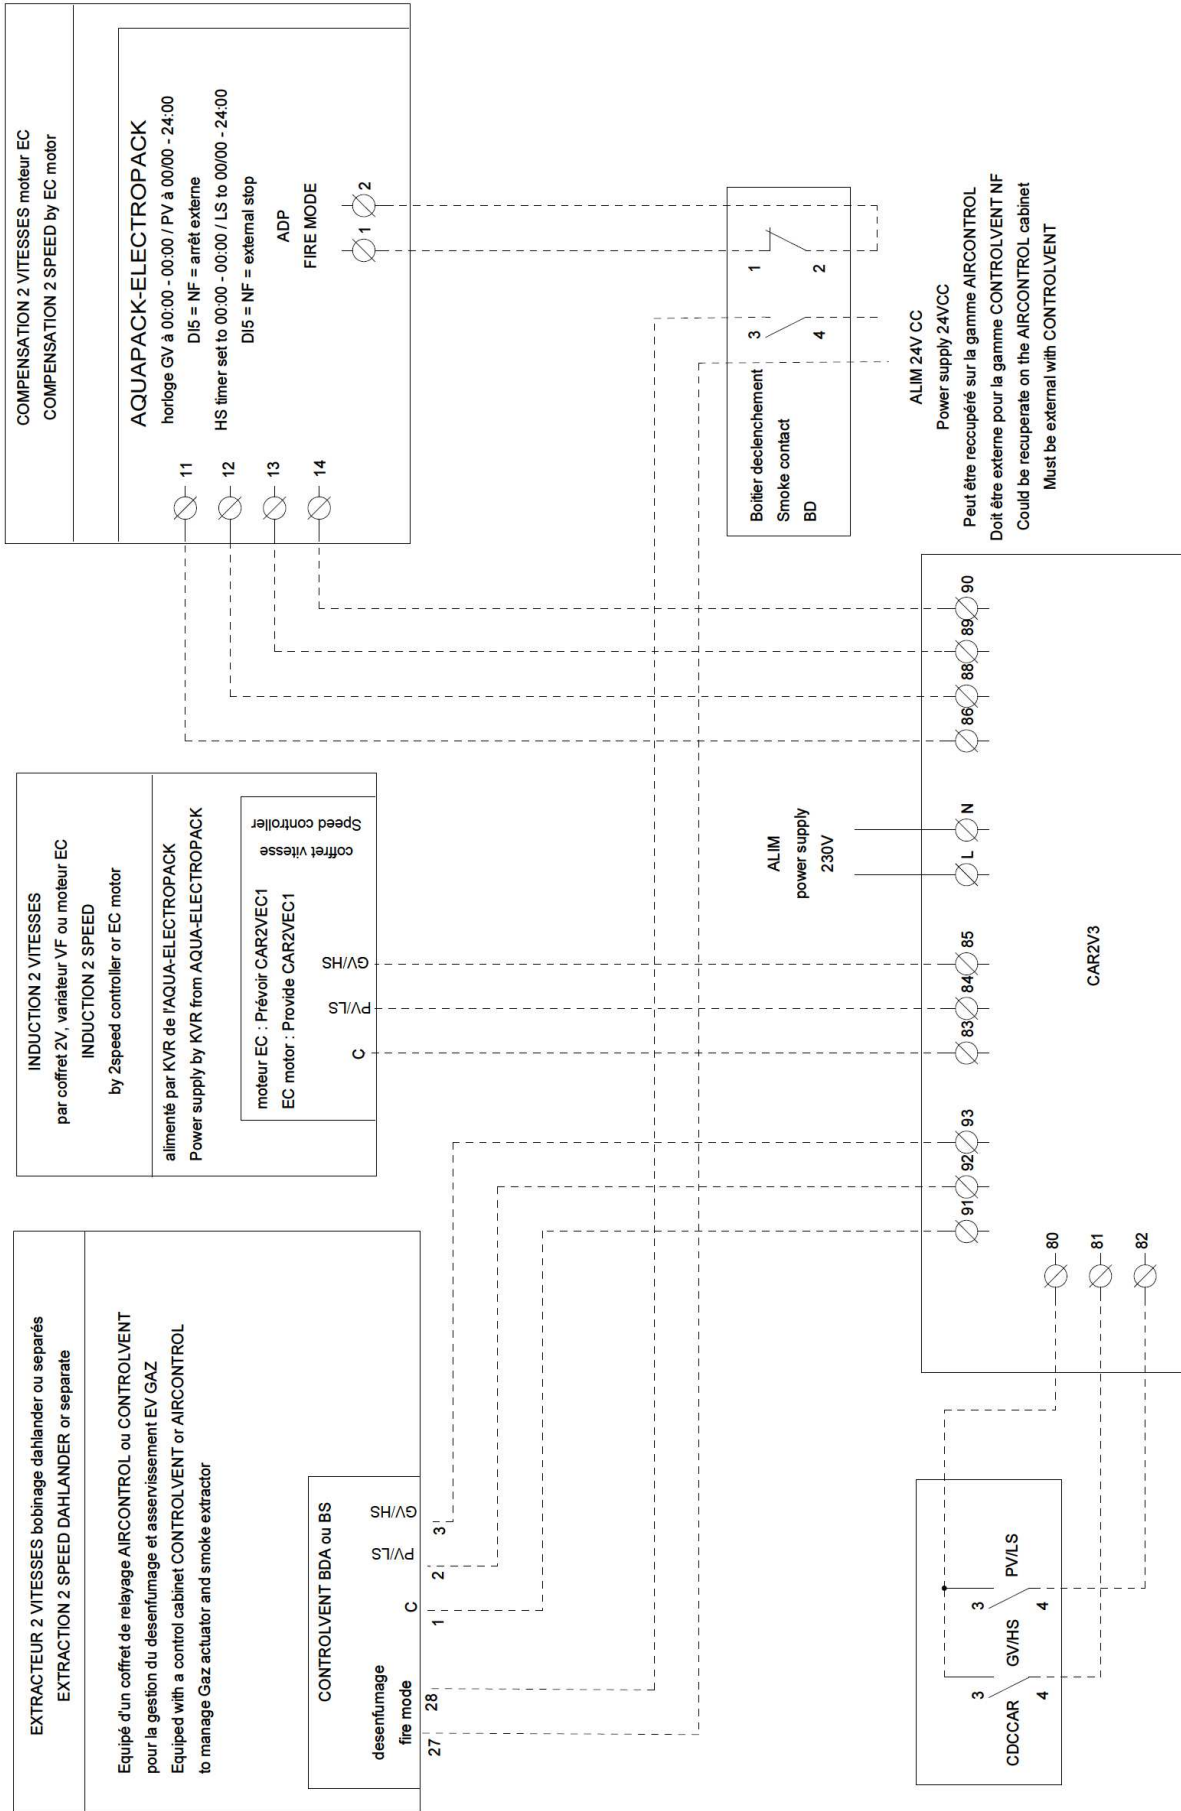 EXTRACTEUR 2 VITESSES bobinage dahlander ou separés
EXTRACTION 2 SPEED DAHLANDER or separate
Equipé d'un coffret de relayage AIRCONTROL ou CONTROLVENT
pour la gestion du desenfumage et asservissement EV GAZ
Equiped with a control cabinet CONTROLVENT or AIRCONTROL
to manage Gaz actuator and smoke extractor
CONTROLVENT BDA ou BS
desenfumage
fire mode
C
PV/LS
GV/HS
27
28
1
2
3
INDUCTION 2 VITESSES
par coffret 2V, variateur VF ou moteur EC
INDUCTION 2 SPEED
by 2speed controller or EC motor
alimenté par KVR de l'AQUA-ELECTROPACK
Power supply by KVR from AQUA-ELECTROPACK
coffret vitesse
Speed controller
moteur EC : Prévoir CAR2VEC1
EC motor : Provide CAR2VEC1
C
PV/LS
GV/HS
COMPENSATION 2 VITESSES moteur EC
COMPENSATION 2 SPEED by EC motor
AQUAPACK-ELECTROPACK
horloge GV à 00:00 - 00:00 / PV à 00/00 - 24:00
DI5 = NF = arrêt externe
HS timer set to 00:00 - 00:00 / LS to 00/00 - 24:00
DI5 = NF = external stop
ADP
FIRE MODE
11
12
13
14
1
2
Boitier declenchement
Smoke contact
BD
3
4
1
2
ALIM 24V CC
Power supply 24VCC
Peut être reccupéré sur la gamme AIRCONTROL
Doit être externe pour la gamme CONTROLVENT NF
Could be recuperate on the AIRCONTROL cabinet
Must be external with CONTROLVENT
ALIM
power supply
230V
91
92
93
83
84
85
L
N
86
88
89
90
80
81
82
CAR2V3
CDCCAR
3
4
GV/HS
3
4
PV/LS